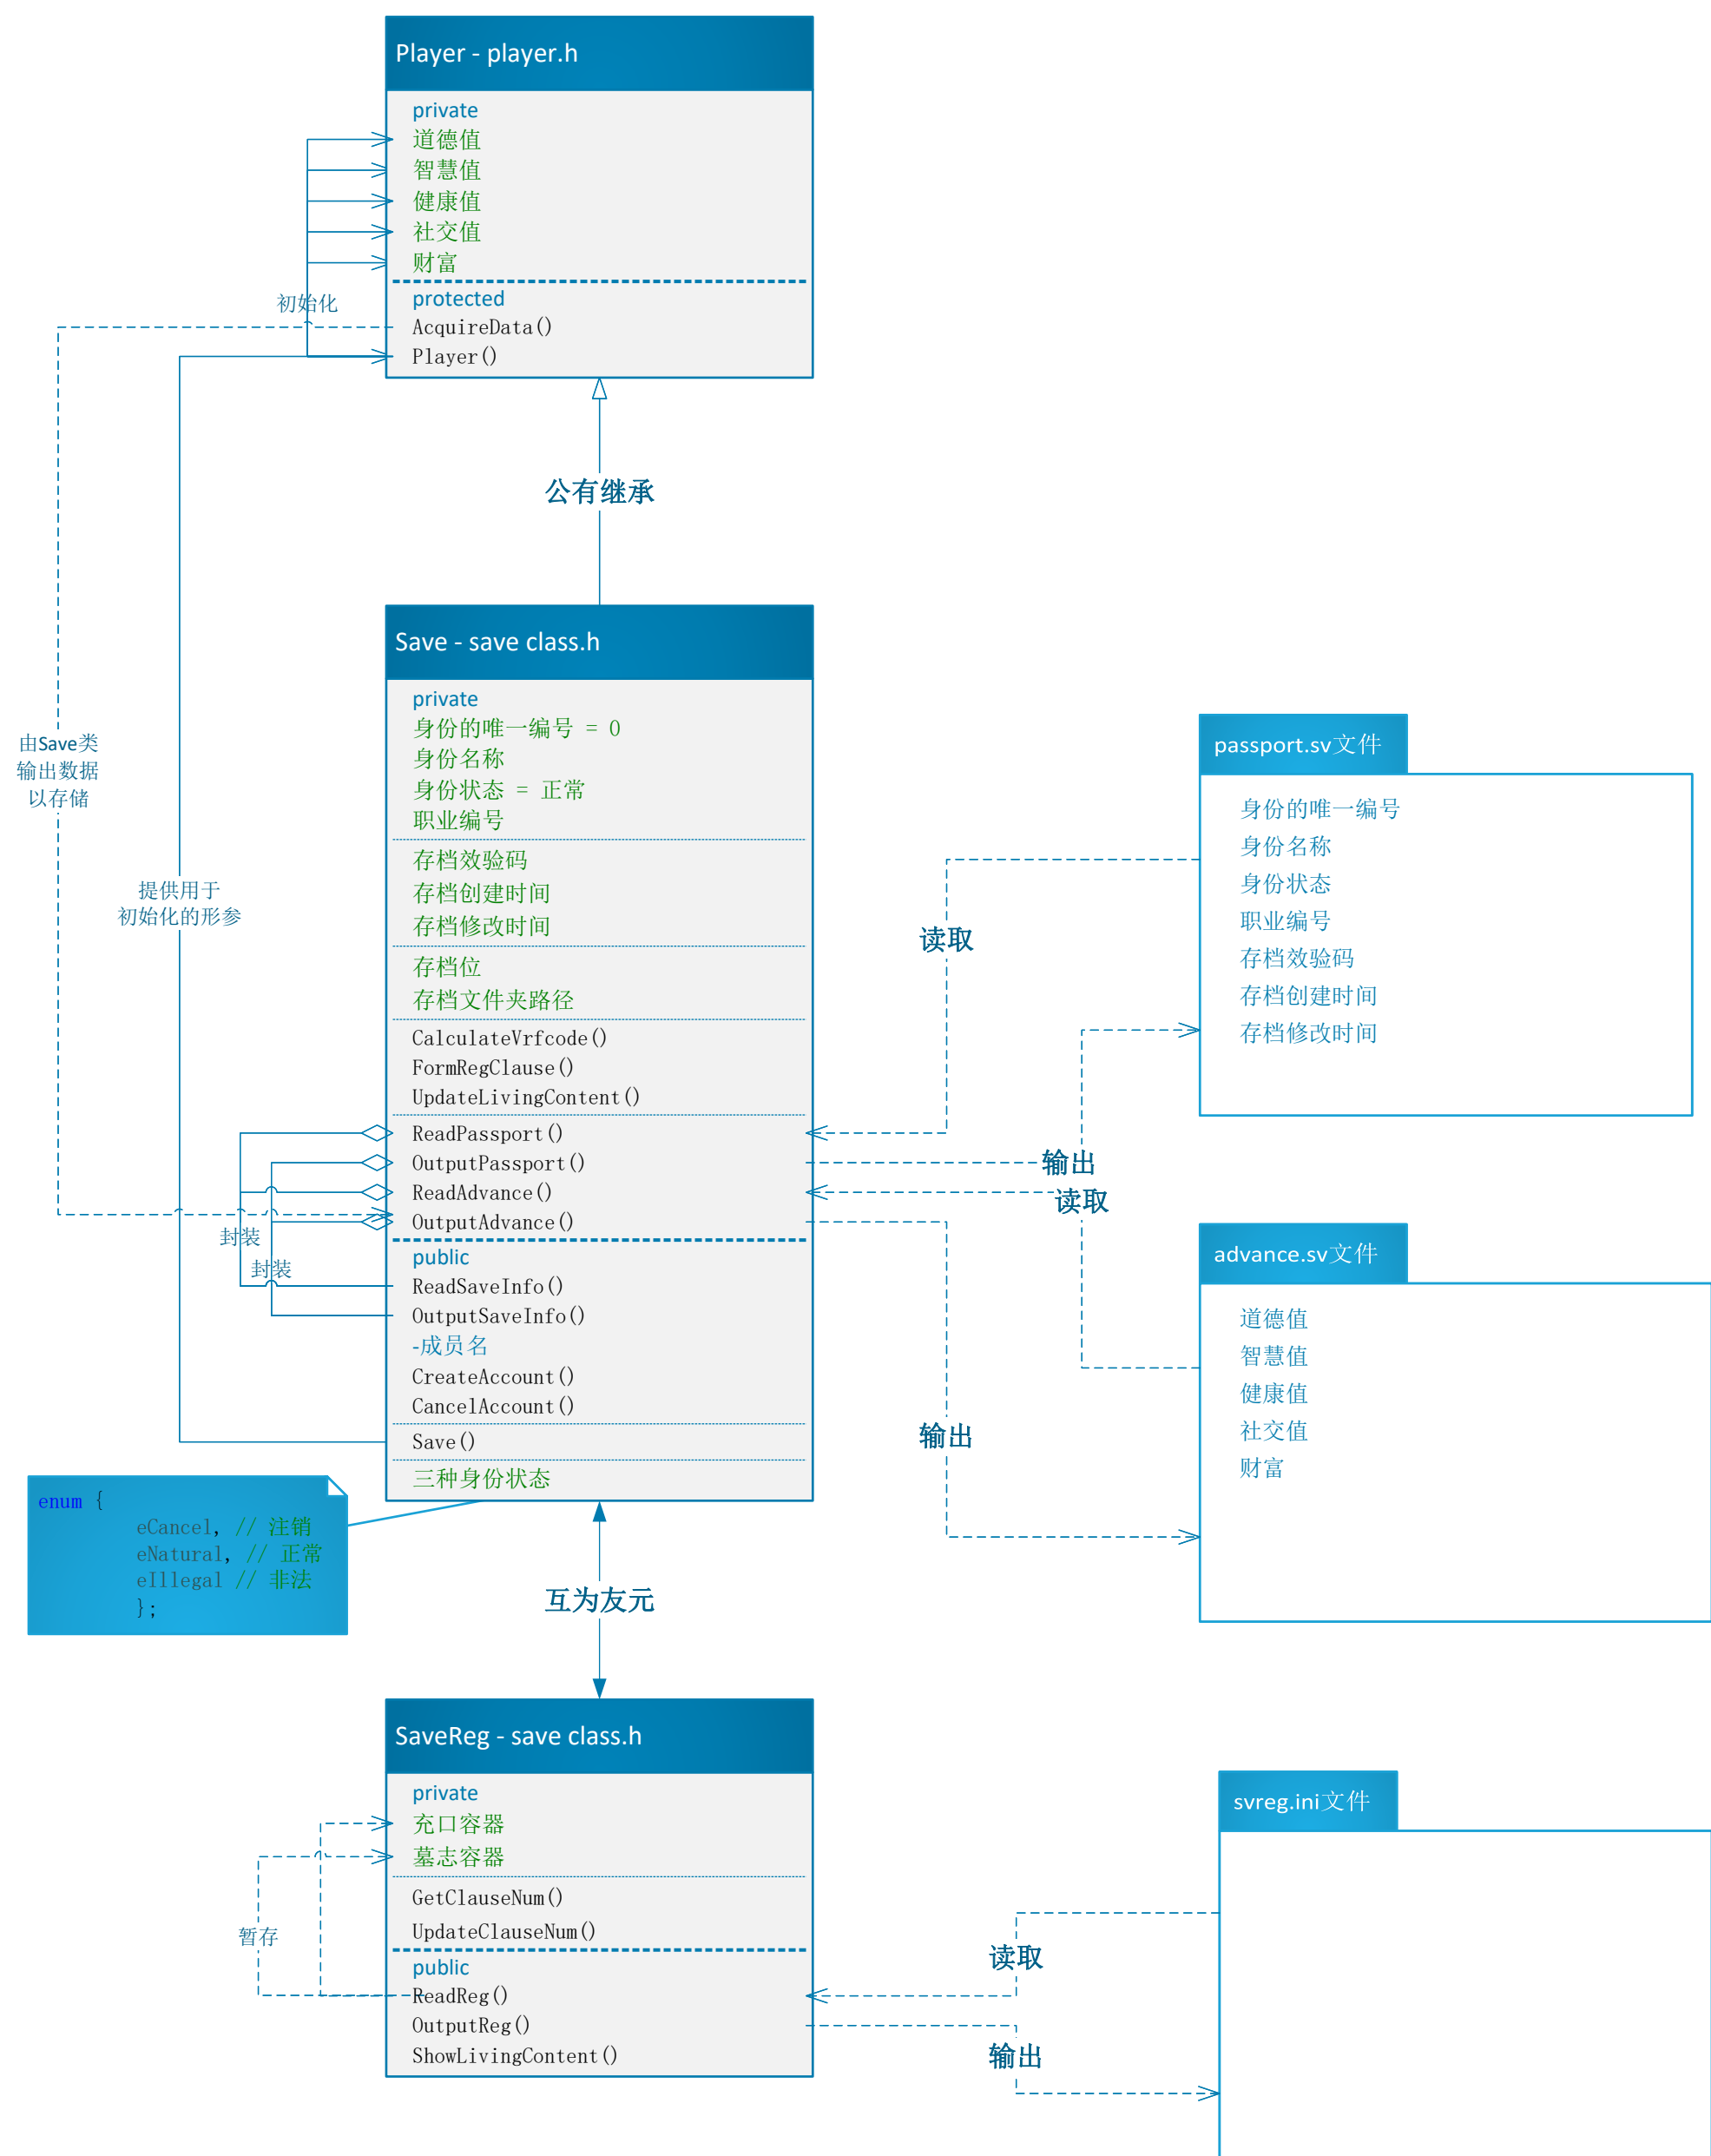 Player - player.h
private
道德值
智慧值
健康值
社交值
财富
protected
AcquireData()
Player()
初始化
公有继承
由Save类
输出数据
以存储
提供用于
初始化的形参
Save - save class.h
private
身份的唯一编号 = 0
身份名称
身份状态 = 正常
职业编号
存档效验码
存档创建时间
存档修改时间
存档位
存档文件夹路径
CalculateVrfcode()
FormRegClause()
UpdateLivingContent()
ReadPassport()
OutputPassport()
ReadAdvance()
OutputAdvance()
public
ReadSaveInfo()
OutputSaveInfo()
-成员名
CreateAccount()
CancelAccount()
Save()
三种身份状态
封装
封装
读取
输出
读取
输出
passport.sv文件
身份的唯一编号
身份名称
身份状态
职业编号
存档效验码
存档创建时间
存档修改时间
advance.sv文件
道德值
智慧值
健康值
社交值
财富
enum {
eCancel, // 注销
eNatural, // 正常
eIllegal // 非法
};
互为友元
SaveReg - save class.h
private
充口容器
墓志容器
GetClauseNum()
UpdateClauseNum()
public
ReadReg()
OutputReg()
ShowLivingContent()
暂存
读取
输出
svreg.ini文件